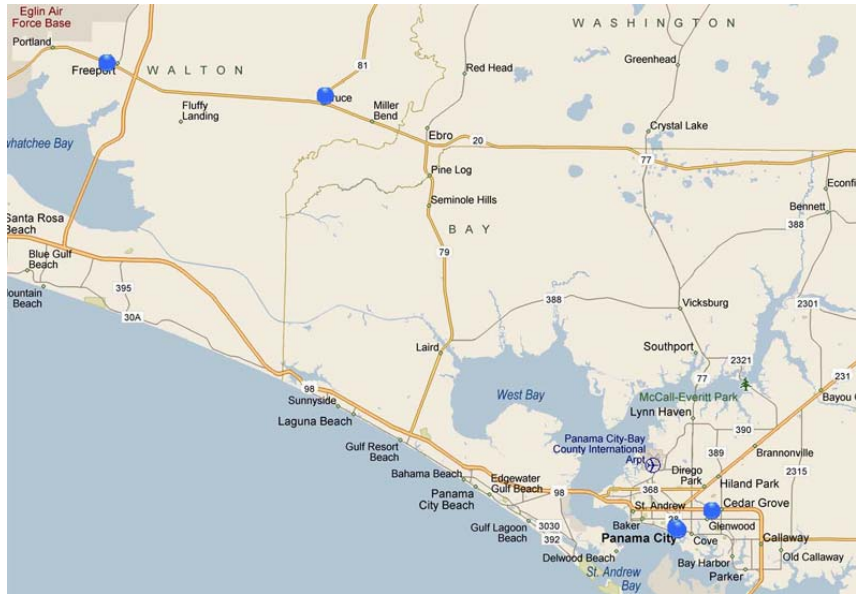 Eglin Air
Force Base
Portland
Freeport
WALTON
WASHINGTON
81
Red Head
Greenhead
Fluffy
Landing
ruce
Miller
Bend
Ebro
20
Crystal Lake
77
whatchee Bay
Pine Log
Seminole Hills
Econfi
Bennett
Santa Rosa
Beach
BAY
388
Blue Gulf
Beach
79
395
ountain
Beach
30A
388
Vicksburg
2301
Laird
Southport
2321
77
231
98
Sunnyside
West Bay
McCall-Everitt Park
Bayou
Laguna Beach
Lynn Haven
390
Gulf Resort
Beach
Panama City-Bay
County International
Arpt
389
Brannonville
Bahama Beach
Edgewater
Gulf Beach
Dirego
Park
2315
Hiland Park
Panama
City Beach
98
368
St. Andrew
Cedar Grove
Gulf Lagoon
Beach
3030
392
Baker
28
Glenwood
Panama City
Cove
Callaway
Delwood Beach
Bay Harbor
Old Callaway
St. Andrew
Bay
Parker